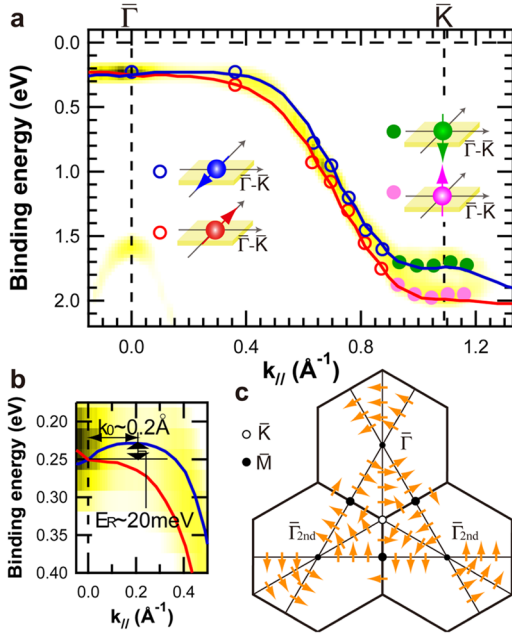 a
Γ̄ K̄
0.0
0.5
1.0
1.5
2.0
Binding energy (eV)
Γ̄-K̄
Γ̄-K̄
Γ̄-K̄
Γ̄-K̄
0.0 0.4 0.8 1.2
k// (Å⁻¹)
b
0.20
0.25
0.30
0.35
0.40
Binding energy (eV)
k₀~0.2Å
E_R~20meV
0.0 0.2 0.4
k// (Å⁻¹)
c
K̄
M̄
Γ̄
Γ̄2nd Γ̄2nd